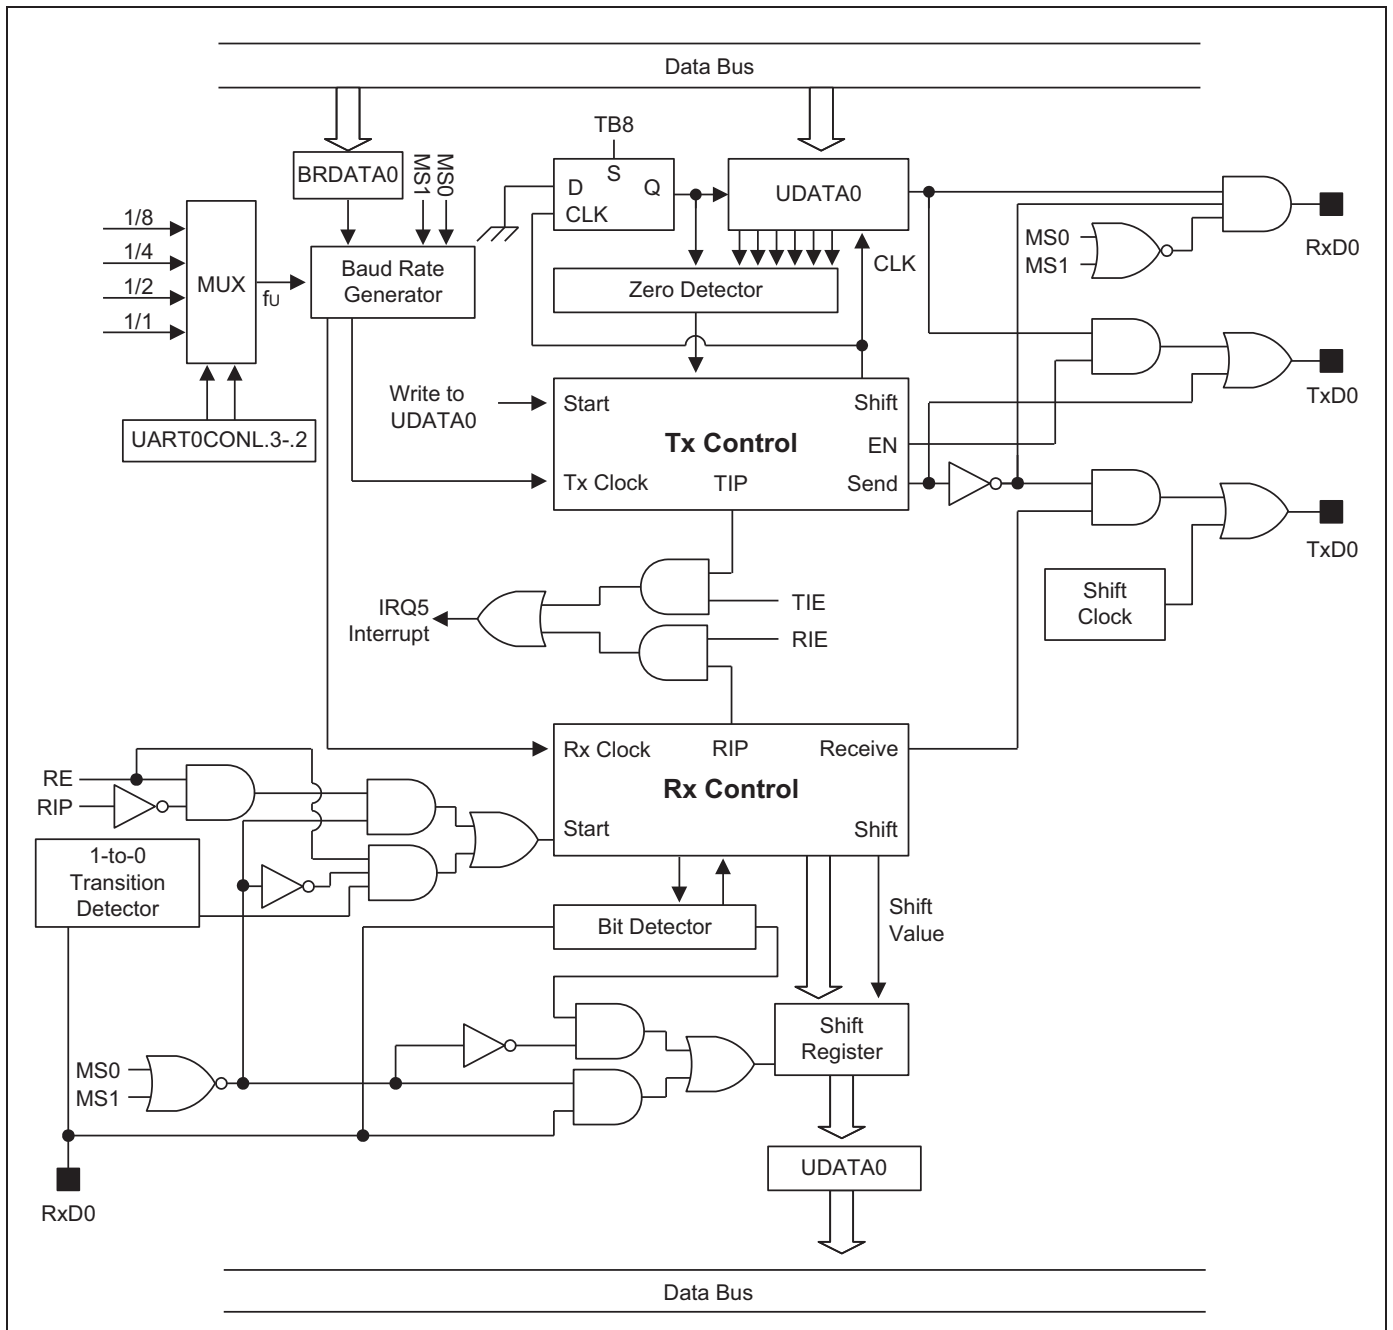 Data Bus
TB8
BRDATA0
MS1
MS0
D
S
Q
CLK
UDATA0
1/8
1/4
1/2
1/1
MUX
fU
Baud Rate
Generator
Zero Detector
CLK
MS0
MS1
RxD0
UART0CONL.3-.2
Write to
UDATA0
Start
Shift
Tx Control
EN
Tx Clock
TIP
Send
TxD0
TxD0
Shift
Clock
IRQ5
Interrupt
TIE
RIE
RE
RIP
Rx Clock
RIP
Receive
Rx Control
Start
Shift
1-to-0
Transition
Detector
Bit Detector
Shift
Value
MS0
MS1
Shift
Register
UDATA0
RxD0
Data Bus